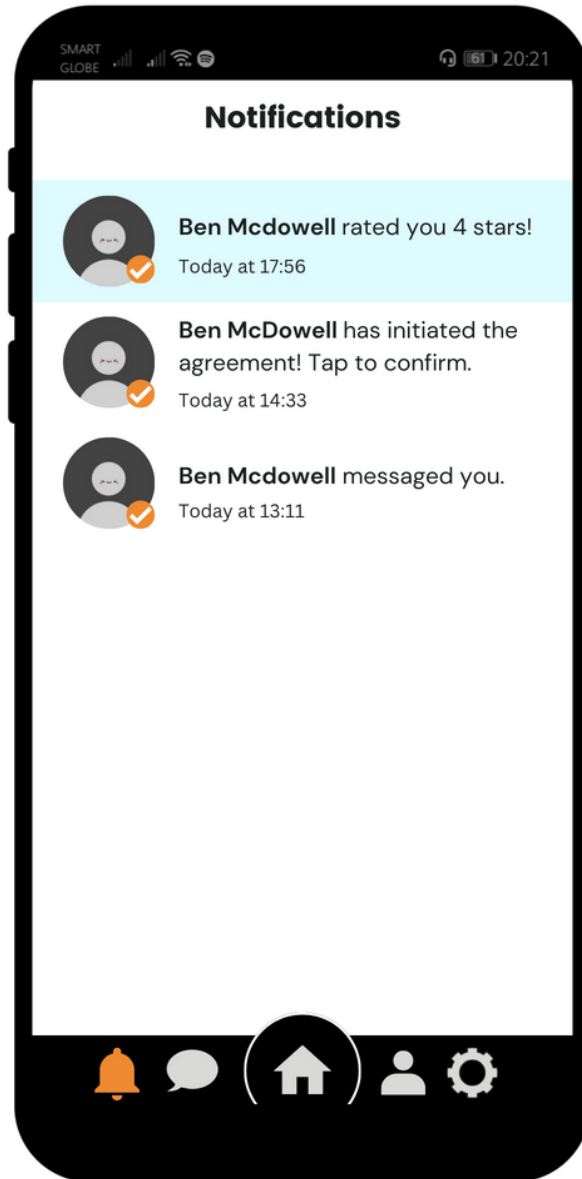 SMART
GLOBE
61 20:21
Notifications
Ben Mcdowell rated you 4 stars!
Today at 17:56
Ben McDowell has initiated the
agreement! Tap to confirm.
Today at 14:33
Ben Mcdowell messaged you.
Today at 13:11